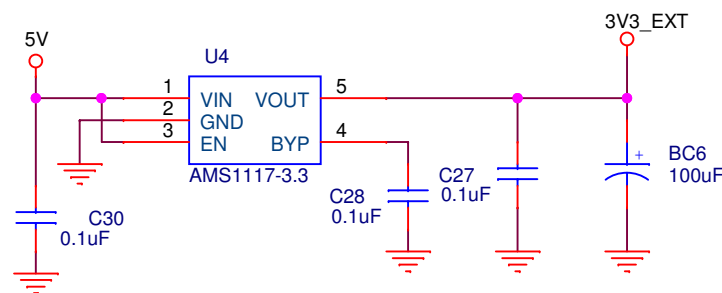 3V3_EXT
5V
U4
1 VIN VOUT 5
2 GND
3 EN BYP 4
AMS1117-3.3
BC6
100uF
C27
0.1uF
C28
0.1uF
C30
0.1uF
+